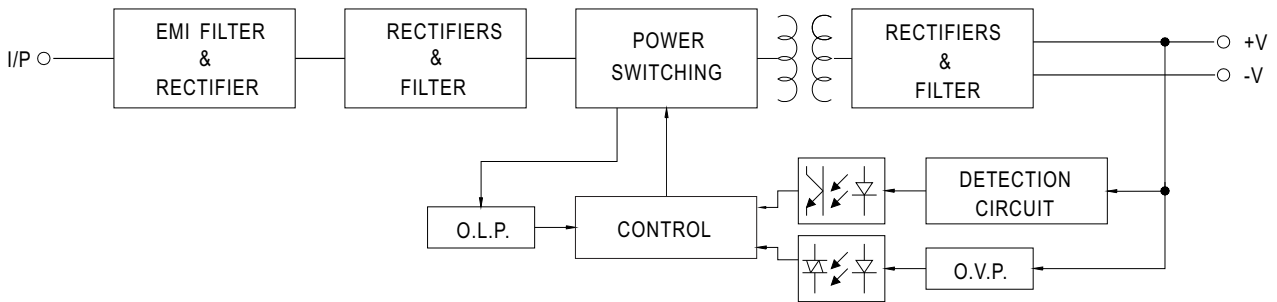 I/P
EMI FILTER
&
RECTIFIER
RECTIFIERS
&
FILTER
POWER
SWITCHING
RECTIFIERS
&
FILTER
+V
-V
O.L.P.
CONTROL
DETECTION
CIRCUIT
O.V.P.